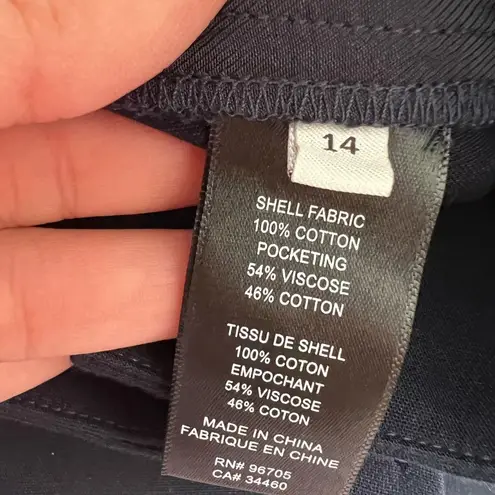 14
SHELL FABRIC
100% COTTON
POCKETING
54% VISCOSE
46% COTTON
TISSU DE SHELL
100% COTON
EMPOCHANT
54% VISCOSE
46% COTON
MADE IN CHINA
FABRIQUE EN CHINE
RN# 96705
CA# 34460